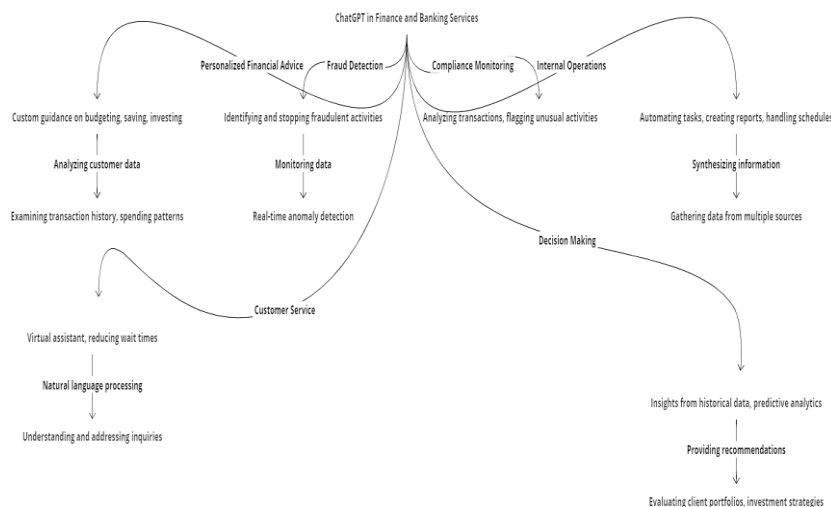 ChatGPT in Finance and Banking Services
Personalized Financial Advice
Fraud Detection
Compliance Monitoring
Internal Operations
Custom guidance on budgeting, saving, investing
Identifying and stopping fraudulent activities
Analyzing transactions, flagging unusual activities
Automating tasks, creating reports, handling schedules
Analyzing customer data
Monitoring data
Synthesizing information
Examining transaction history, spending patterns
Real-time anomaly detection
Gathering data from multiple sources
Decision Making
Customer Service
Virtual assistant, reducing wait times
Natural language processing
Insights from historical data, predictive analytics
Understanding and addressing inquiries
Providing recommendations
Evaluating client portfolios, investment strategies